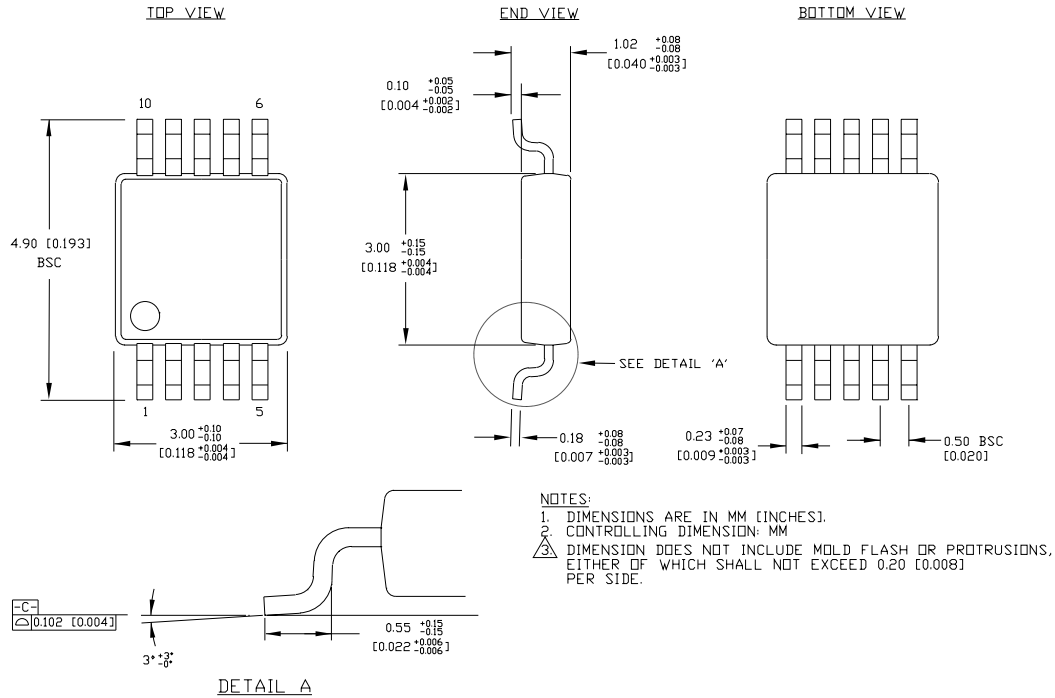 TOP VIEW
END VIEW
BOTTOM VIEW
1.02 +0.08 -0.08
[0.040 +0.003 -0.003]
0.10 +0.05 -0.05
[0.004 +0.002 -0.002]
10
6
4.90 [0.193]
BSC
3.00 +0.15 -0.15
[0.118 +0.004 -0.004]
SEE DETAIL 'A'
1
5
3.00 +0.10 -0.10
[0.118 +0.004 -0.004]
0.18 +0.08 -0.08
[0.007 +0.003 -0.003]
0.23 +0.07 -0.08
[0.009 +0.003 -0.003]
0.50 BSC
[0.020]
NOTES:
1. DIMENSIONS ARE IN MM [INCHES].
2. CONTROLLING DIMENSION: MM
3. DIMENSION DOES NOT INCLUDE MOLD FLASH OR PROTRUSIONS,
EITHER OF WHICH SHALL NOT EXCEED 0.20 [0.008]
PER SIDE.
-C-
0.102 [0.004]
3° +3° -0°
0.55 +0.15 -0.15
[0.022 +0.006 -0.006]
DETAIL A